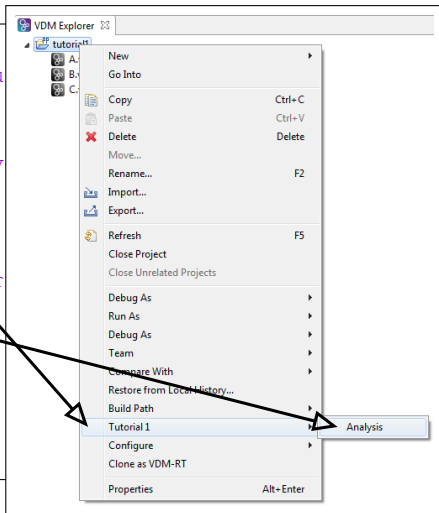 VDM Explorer
tutorial1
A.
B.
C.
New
Go Into
Copy Ctrl+C
Paste Ctrl+V
Delete Delete
Move...
Rename... F2
Import...
Export...
Refresh F5
Close Project
Close Unrelated Projects
Debug As
Run As
Debug As
Team
Compare With
Restore from Local History...
Build Path
Tutorial 1
Analysis
Configure
Clone as VDM-RT
Properties Alt+Enter